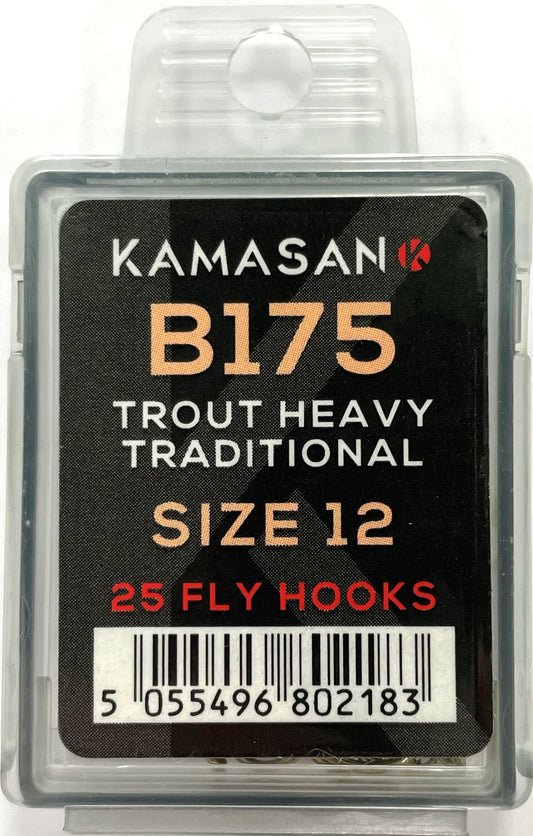 KAMASAN
B175
TROUT HEAVY
TRADITIONAL
SIZE 12
25 FLY HOOKS
5 055496 802183